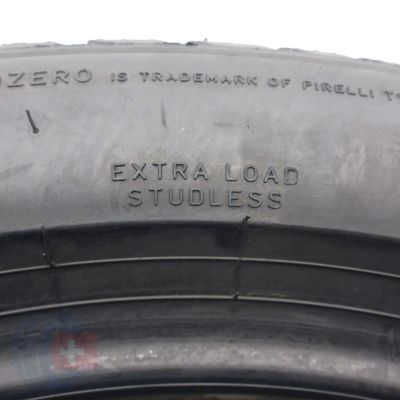 ZERO IS TRADEMARK OF PIRELLI
EXTRA LOAD
STUDLESS